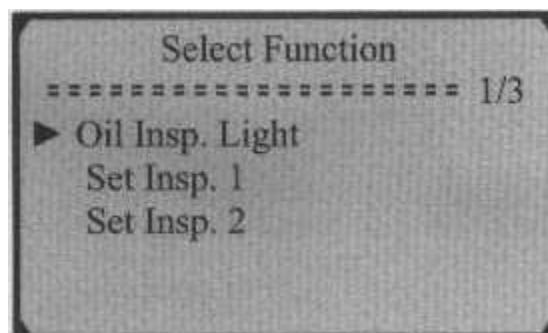 Select Function
==================== 1/3
▶ Oil Insp. Light
Set Insp. 1
Set Insp. 2